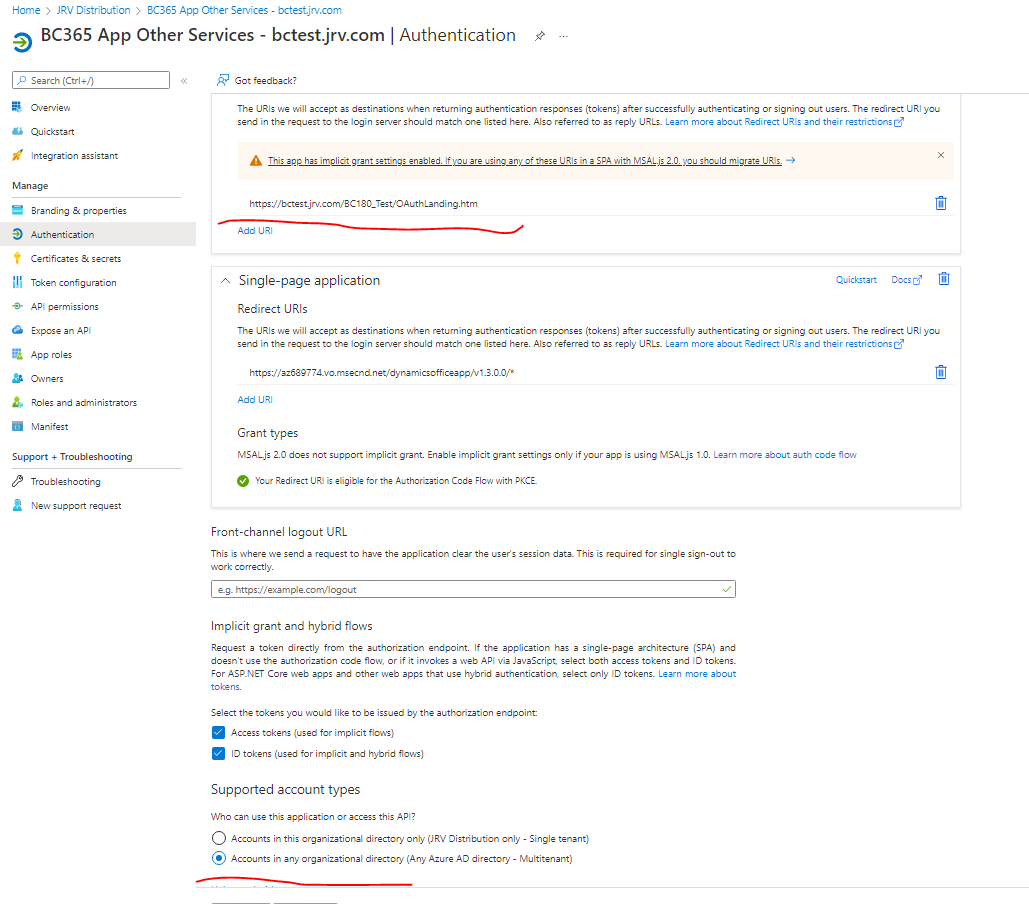 Home > JRV Distribution > BC365 App Other Services - bctest.jrv.com
BC365 App Other Services - bctest.jrv.com | Authentication
Search (Ctrl+/)
«
Overview
Quickstart
Integration assistant
Manage
Branding & properties
Authentication
Certificates & secrets
Token configuration
API permissions
Expose an API
App roles
Owners
Roles and administrators
Manifest
Support + Troubleshooting
Troubleshooting
New support request
Got feedback?
The URIs we will accept as destinations when returning authentication responses (tokens) after successfully authenticating or signing out users. The redirect URI you
send in the request to the login server should match one listed here. Also referred to as reply URLs. Learn more about Redirect URIs and their restrictions
This app has implicit grant settings enabled. If you are using any of these URIs in a SPA with MSAL.js 2.0, you should migrate URIs. →
https://bctest.jrv.com/BC180_Test/OAuthLanding.htm
Add URI
Single-page application
Quickstart
Docs
Redirect URIs
The URIs we will accept as destinations when returning authentication responses (tokens) after successfully authenticating or signing out users. The redirect URI you
send in the request to the login server should match one listed here. Also referred to as reply URLs. Learn more about Redirect URIs and their restrictions
https://az689774.vo.msecnd.net/dynamicsofficeapp/v1.3.0.0/*
Add URI
Grant types
MSAL.js 2.0 does not support implicit grant. Enable implicit grant settings only if your app is using MSAL.js 1.0. Learn more about auth code flow
Your Redirect URI is eligible for the Authorization Code Flow with PKCE.
Front-channel logout URL
This is where we send a request to have the application clear the user's session data. This is required for single sign-out to
work correctly.
e.g. https://example.com/logout
Implicit grant and hybrid flows
Request a token directly from the authorization endpoint. If the application has a single-page architecture (SPA) and
doesn't use the authorization code flow, or if it invokes a web API via JavaScript, select both access tokens and ID tokens.
For ASP.NET Core web apps and other web apps that use hybrid authentication, select only ID tokens. Learn more about
tokens.
Select the tokens you would like to be issued by the authorization endpoint:
Access tokens (used for implicit flows)
ID tokens (used for implicit and hybrid flows)
Supported account types
Who can use this application or access this API?
Accounts in this organizational directory only (JRV Distribution only - Single tenant)
Accounts in any organizational directory (Any Azure AD directory - Multitenant)